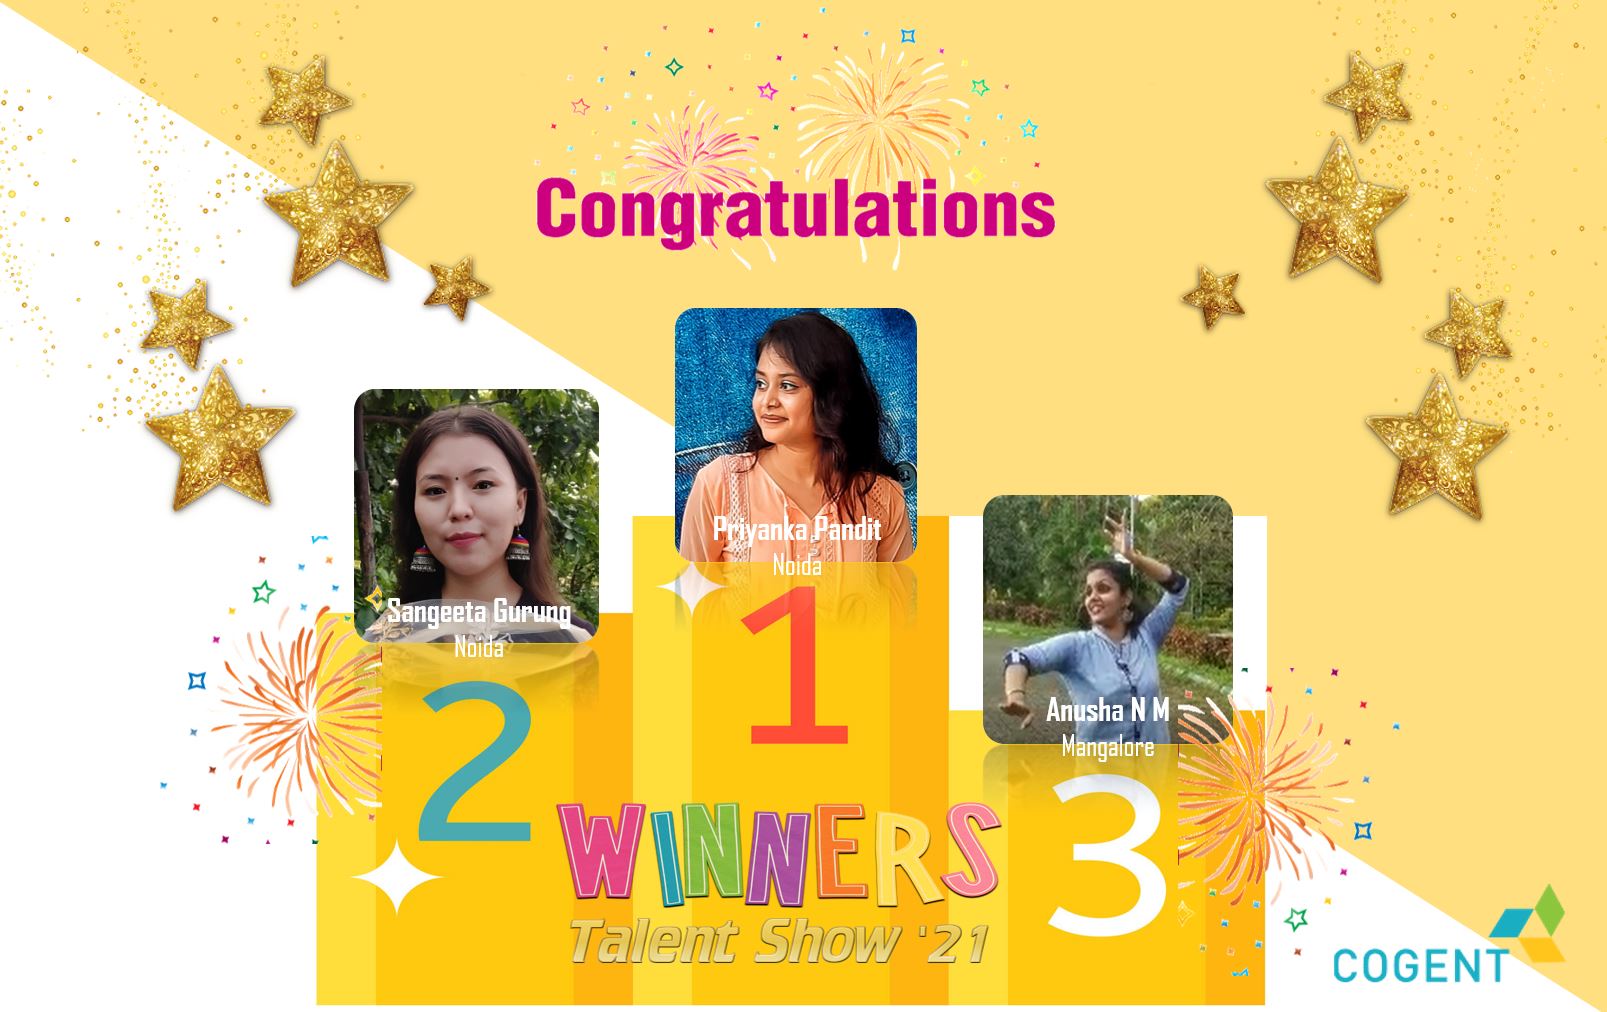 Congratulations
Priyanka Pandit
Noida
1
Sangeeta Gurung
Noida
2
Anusha N M
Mangalore
3
WINNERS
Talent Show '21
COGENT